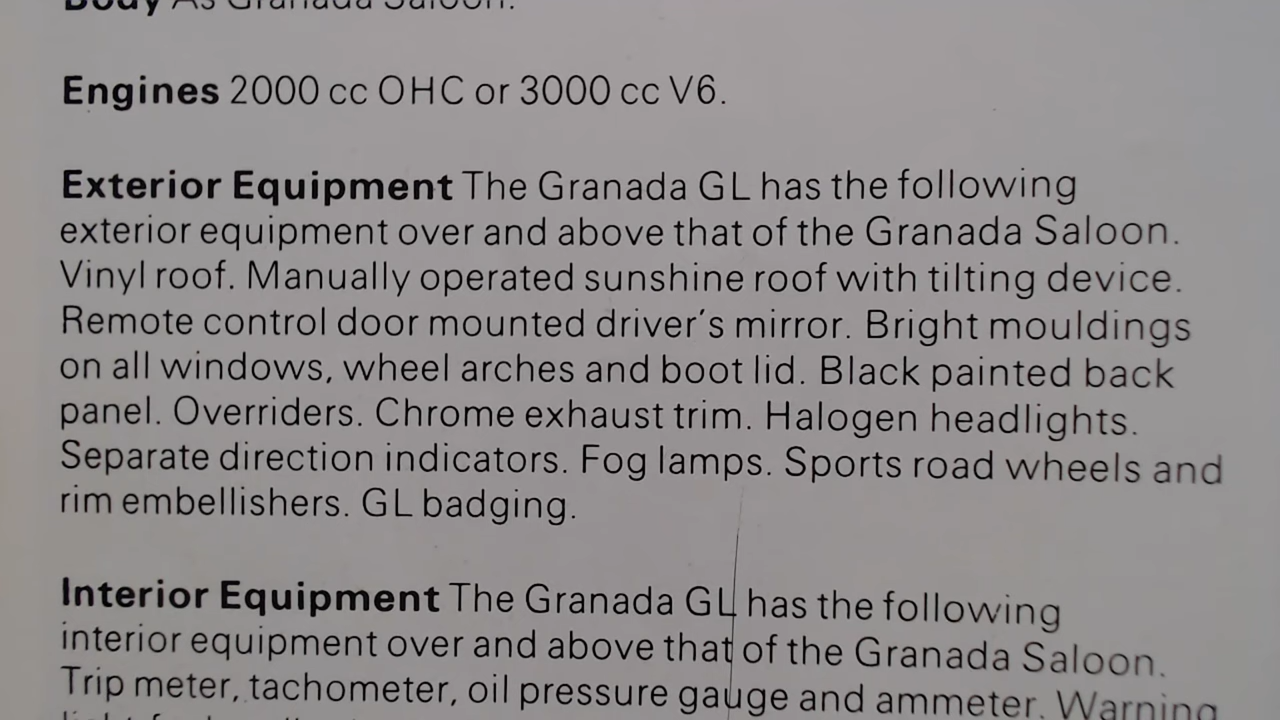 Body As Granada Saloon.
Engines 2000 cc OHC or 3000 cc V6.
Exterior Equipment The Granada GL has the following
exterior equipment over and above that of the Granada Saloon.
Vinyl roof. Manually operated sunshine roof with tilting device.
Remote control door mounted driver's mirror. Bright mouldings
on all windows, wheel arches and boot lid. Black painted back
panel. Overriders. Chrome exhaust trim. Halogen headlights.
Separate direction indicators. Fog lamps. Sports road wheels and
rim embellishers. GL badging.
Interior Equipment The Granada GL has the following
interior equipment over and above that of the Granada Saloon.
Trip meter, tachometer, oil pressure gauge and ammeter. Warning